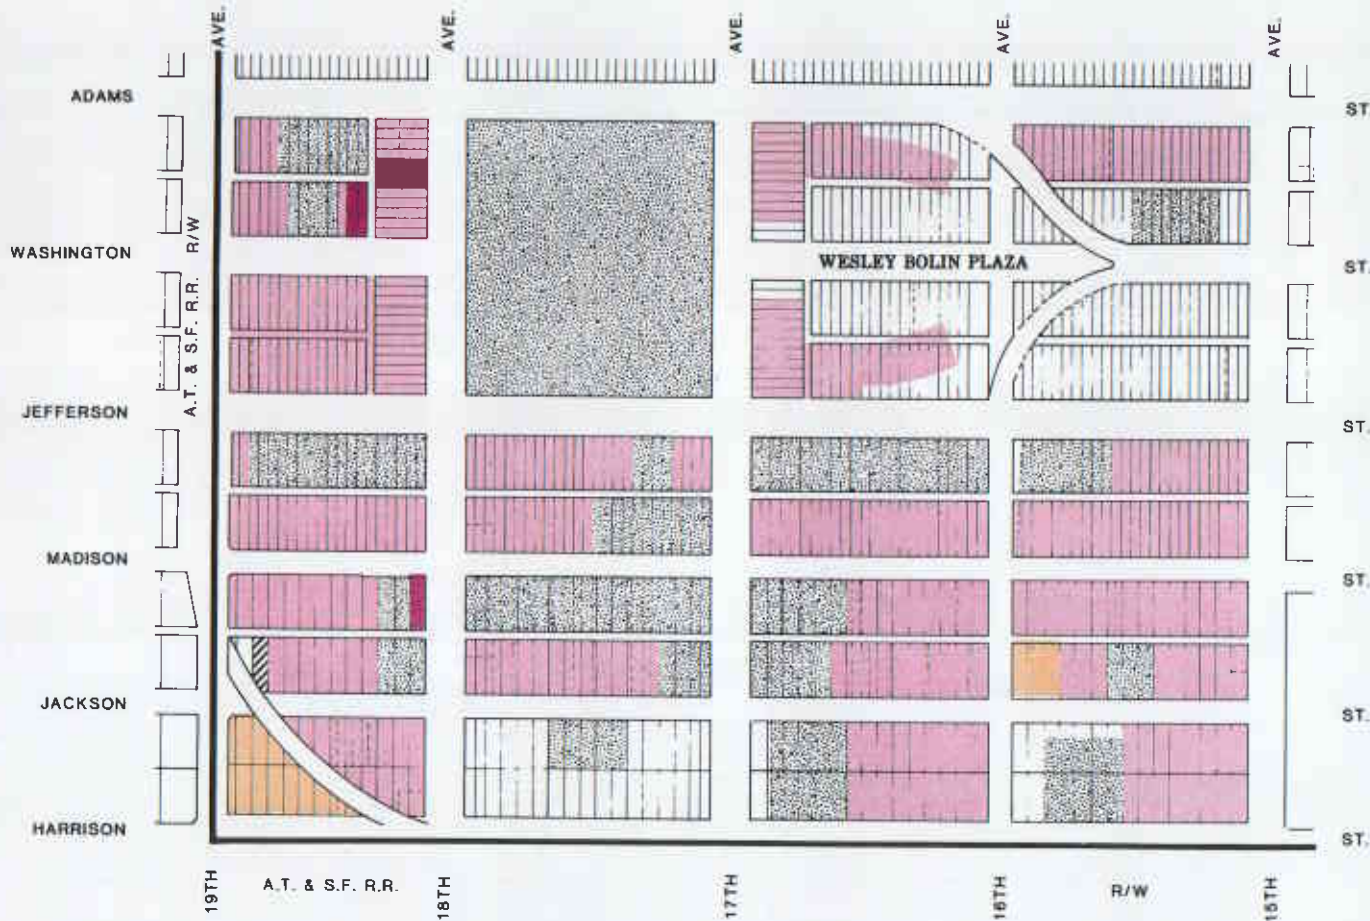 AVE.
AVE.
AVE.
AVE.
AVE.
ADAMS
ST.
WASHINGTON
ST.
A.T. & S.F. R.R. R/W
WESLEY BOLIN PLAZA
JEFFERSON
ST.
MADISON
ST.
JACKSON
ST.
HARRISON
ST.
19TH
A.T. & S.F. R.R.
18TH
17TH
16TH
R/W
15TH